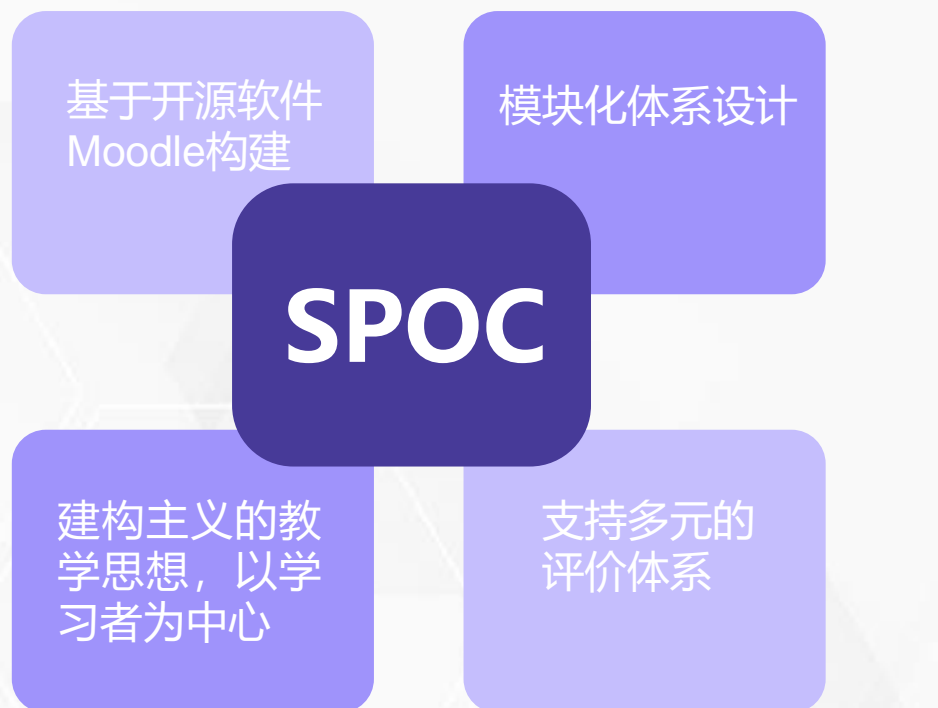 基于开源软件
Moodle构建
模块化体系设计
SPOC
建构主义的教
学思想，以学
习者为中心
支持多元的
评价体系